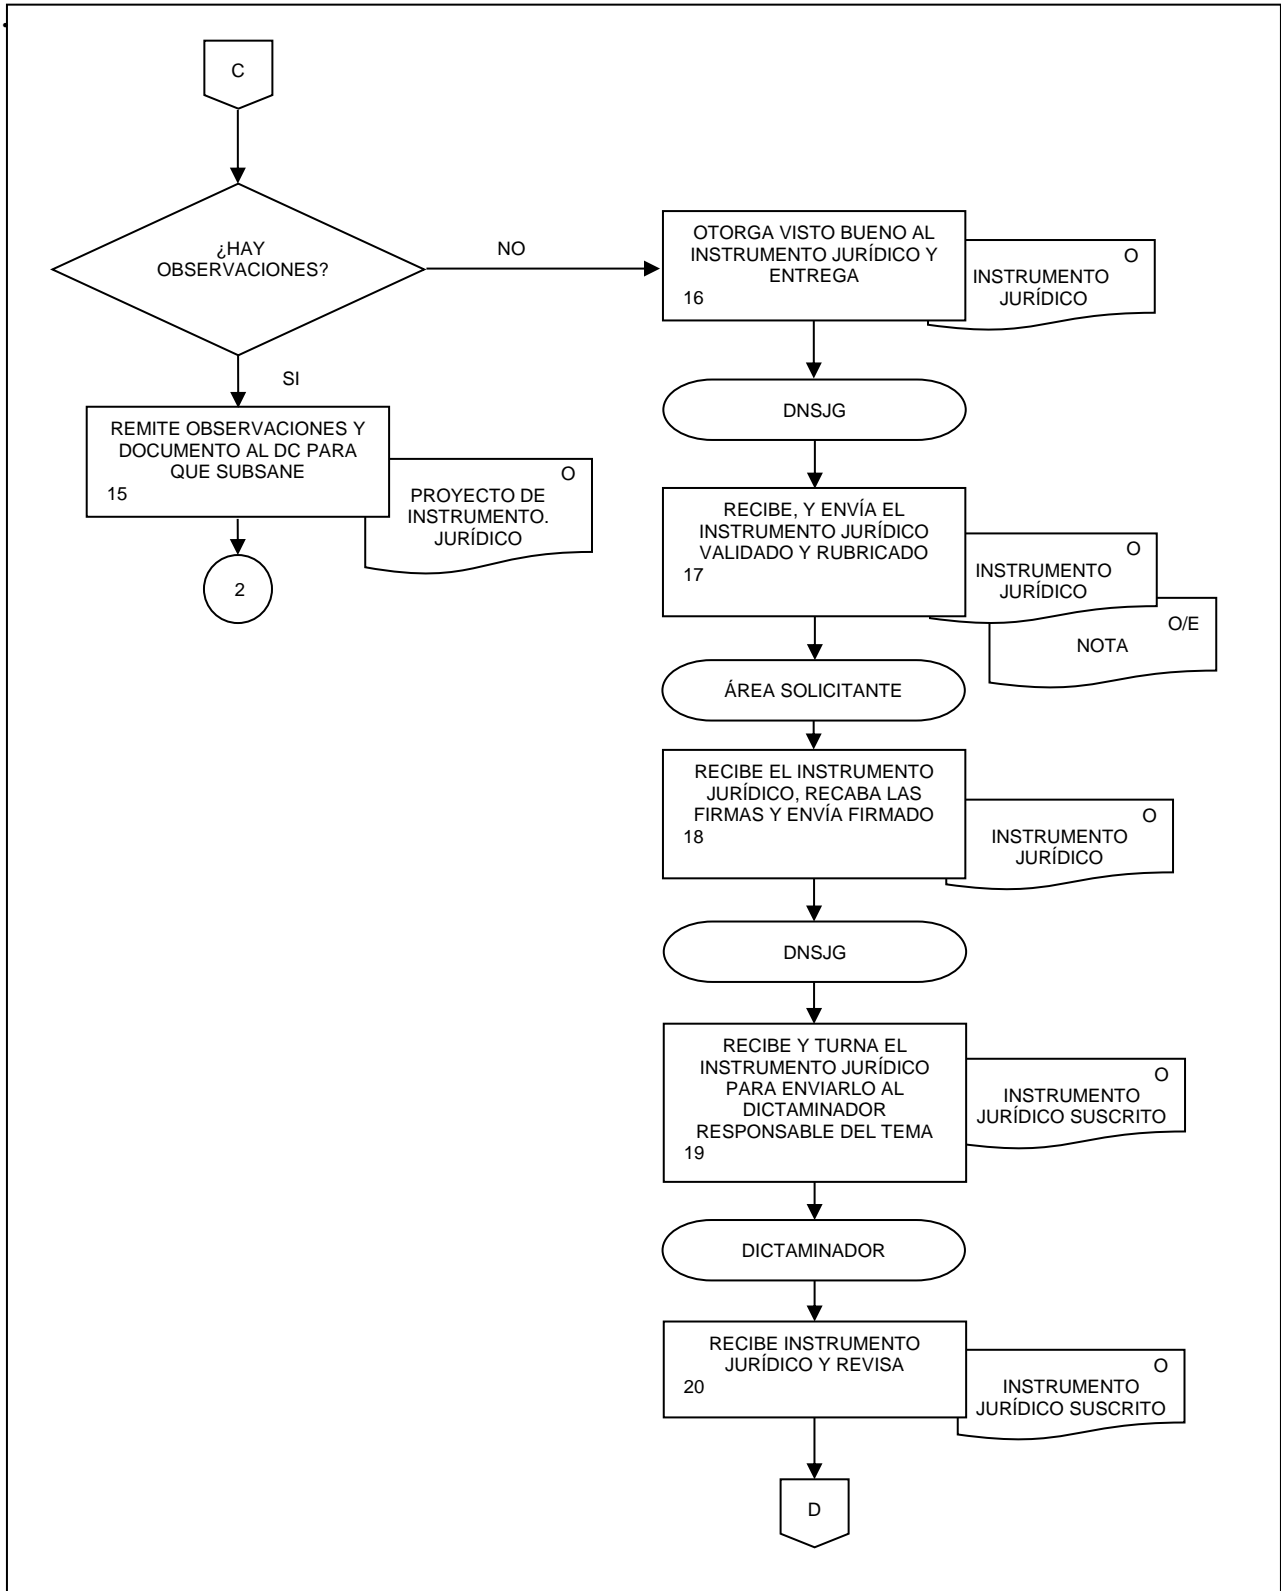 C
¿HAY
OBSERVACIONES?
NO
SI
REMITE OBSERVACIONES Y
DOCUMENTO AL DC PARA
QUE SUBSANE
15
O
PROYECTO DE
INSTRUMENTO.
JURÍDICO
2
OTORGA VISTO BUENO AL
INSTRUMENTO JURÍDICO Y
ENTREGA
16
O
INSTRUMENTO
JURÍDICO
DNSJG
RECIBE, Y ENVÍA EL
INSTRUMENTO JURÍDICO
VALIDADO Y RUBRICADO
17
O
INSTRUMENTO
JURÍDICO
O/E
NOTA
ÁREA SOLICITANTE
RECIBE EL INSTRUMENTO
JURÍDICO, RECABA LAS
FIRMAS Y ENVÍA FIRMADO
18
O
INSTRUMENTO
JURÍDICO
DNSJG
RECIBE Y TURNA EL
INSTRUMENTO JURÍDICO
PARA ENVIARLO AL
DICTAMINADOR
RESPONSABLE DEL TEMA
19
O
INSTRUMENTO
JURÍDICO SUSCRITO
DICTAMINADOR
RECIBE INSTRUMENTO
JURÍDICO Y REVISA
20
O
INSTRUMENTO
JURÍDICO SUSCRITO
D